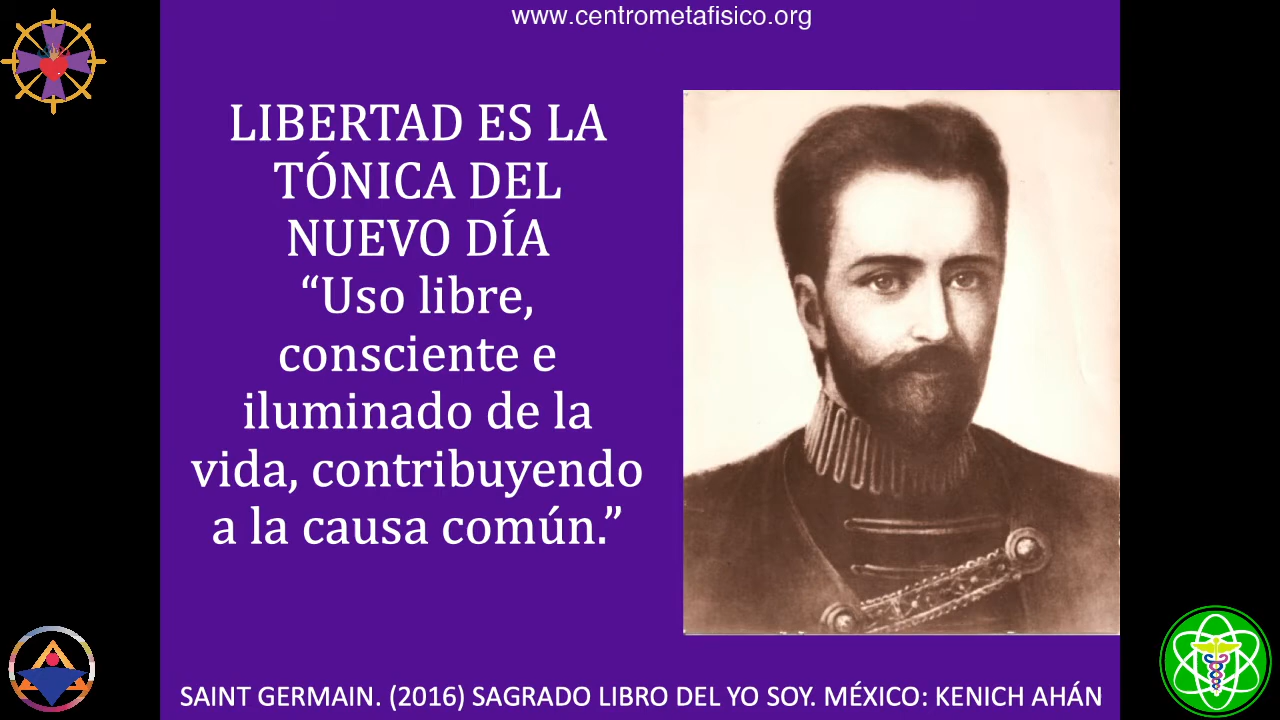 www.centrometafisico.org
LIBERTAD ES LA
TÓNICA DEL
NUEVO DÍA
“Uso libre,
consciente e
iluminado de la
vida, contribuyendo
a la causa común.”
SAINT GERMAIN. (2016) SAGRADO LIBRO DEL YO SOY. MÉXICO: KENICH AHÁN